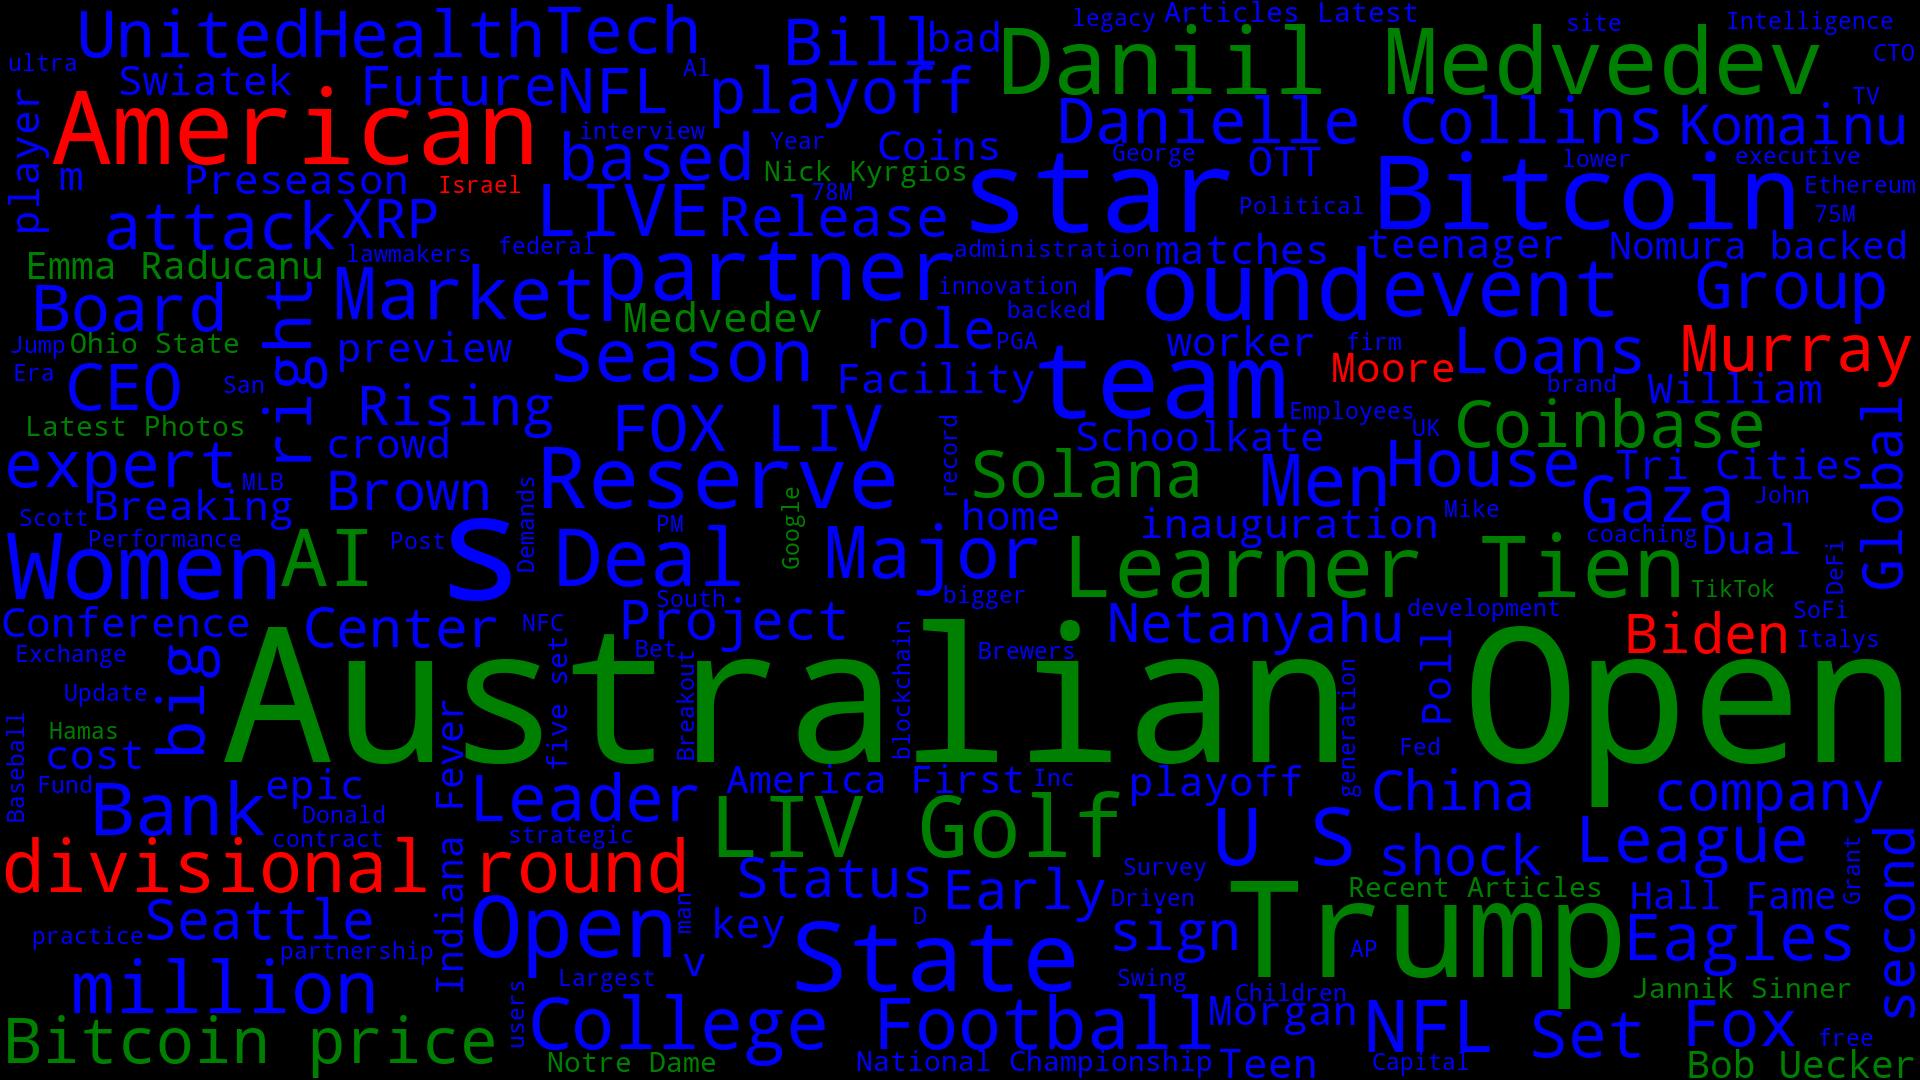 legacy Articles Latest site Intelligence
UnitedHealth Tech Bill bad Daniil Medvedev CTO
ultra Swiatek Future NFL AI playoff TV
American interview Year Coins Danielle Collins Komainu
player based Nick Kyrgios George OTT lower executive
m Preseason Israel 78M star Political Bitcoin Ethereum
attack XRP LIVE Release 75M
lawmakers federal administration matches teenager Nomura backed
Emma Raducanu Market partner innovation round event Group
Board right Medvedev backed
Jump Ohio State preview Season role PGA worker firm Loans Murray
Era CEO San Facility team Moore brand William
Rising FOX LIV Employees
Latest Photos crowd record Schoolkate UK Coinbase Global
expert MLB Brown Reserve Solana Men House Tri Cities
Scott Breaking Demands Google home inauguration Mike Gaza John
Performance Post PM coaching Dual
Women AI s Deal Major Learner Tien TikTok DeFi
South bigger development SoFi
Conference Center NFC Project Netanyahu Biden Italys
Exchange Bet Brewers Poll
Update big five set Breakout blockchain generation
Australian Open
Hamas Fed
Baseball cost Indiana Fever
Fund Bank epic Leader America First Inc playoff China company
Donald
contract strategic LIV Golf U S shock League
divisional round Status Early Survey Grant
Driven Trump Recent Articles Hall Fame second
Seattle Open man key D sign AP Eagles
practice partnership v State
million Largest Swing Jannik Sinner
users Children
Bitcoin price College Football Morgan NFL Set Fox free
Notre Dame National Championship Teen Capital Bob Uecker